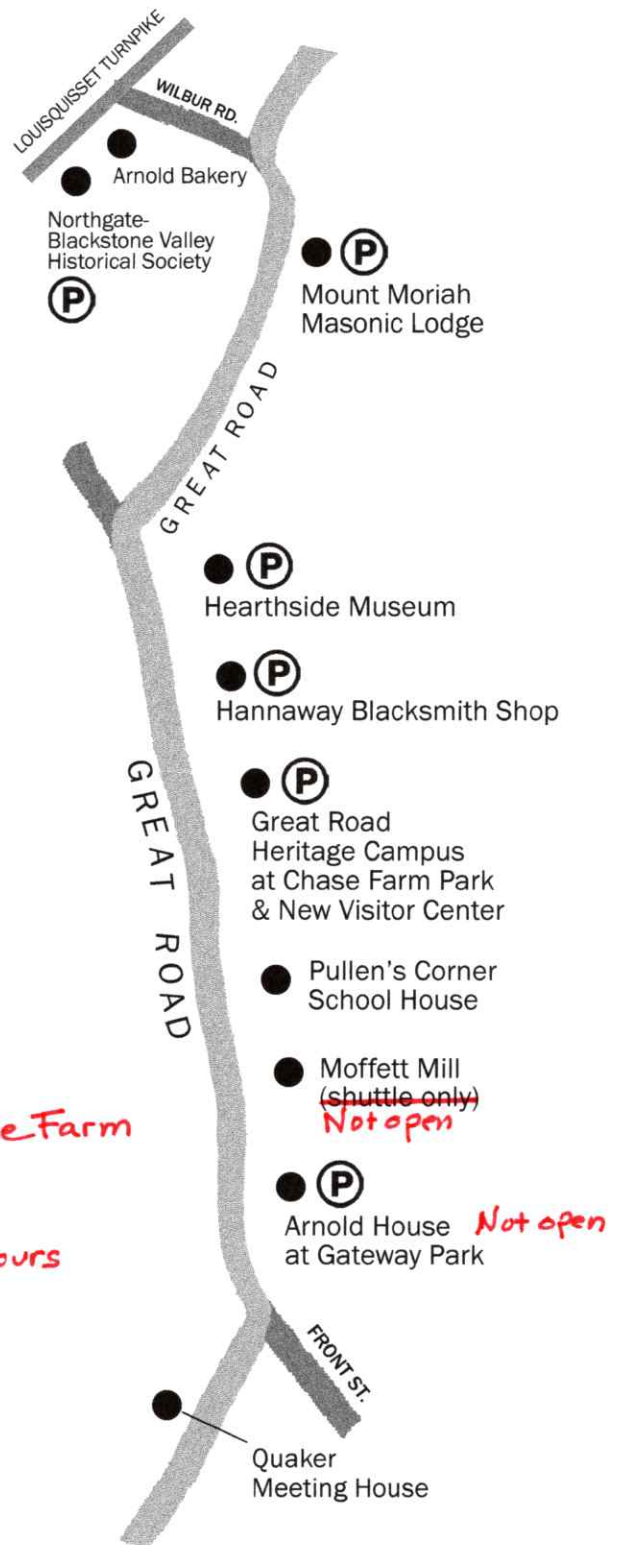 LOUISQUISSET TURNPIKE
WILBUR RD.
Arnold Bakery
Northgate-
Blackstone Valley
Historical Society
P
P
Mount Moriah
Masonic Lodge
GREAT ROAD
P
Hearthside Museum
P
Hannaway Blacksmith Shop
P
Great Road
Heritage Campus
at Chase Farm Park
& New Visitor Center
GREAT ROAD
Pullen's Corner
School House
Moffett Mill
(shuttle only)
Not open
Farm
P
Arnold House Not open
at Gateway Park
FRONT ST.
Quaker
Meeting House